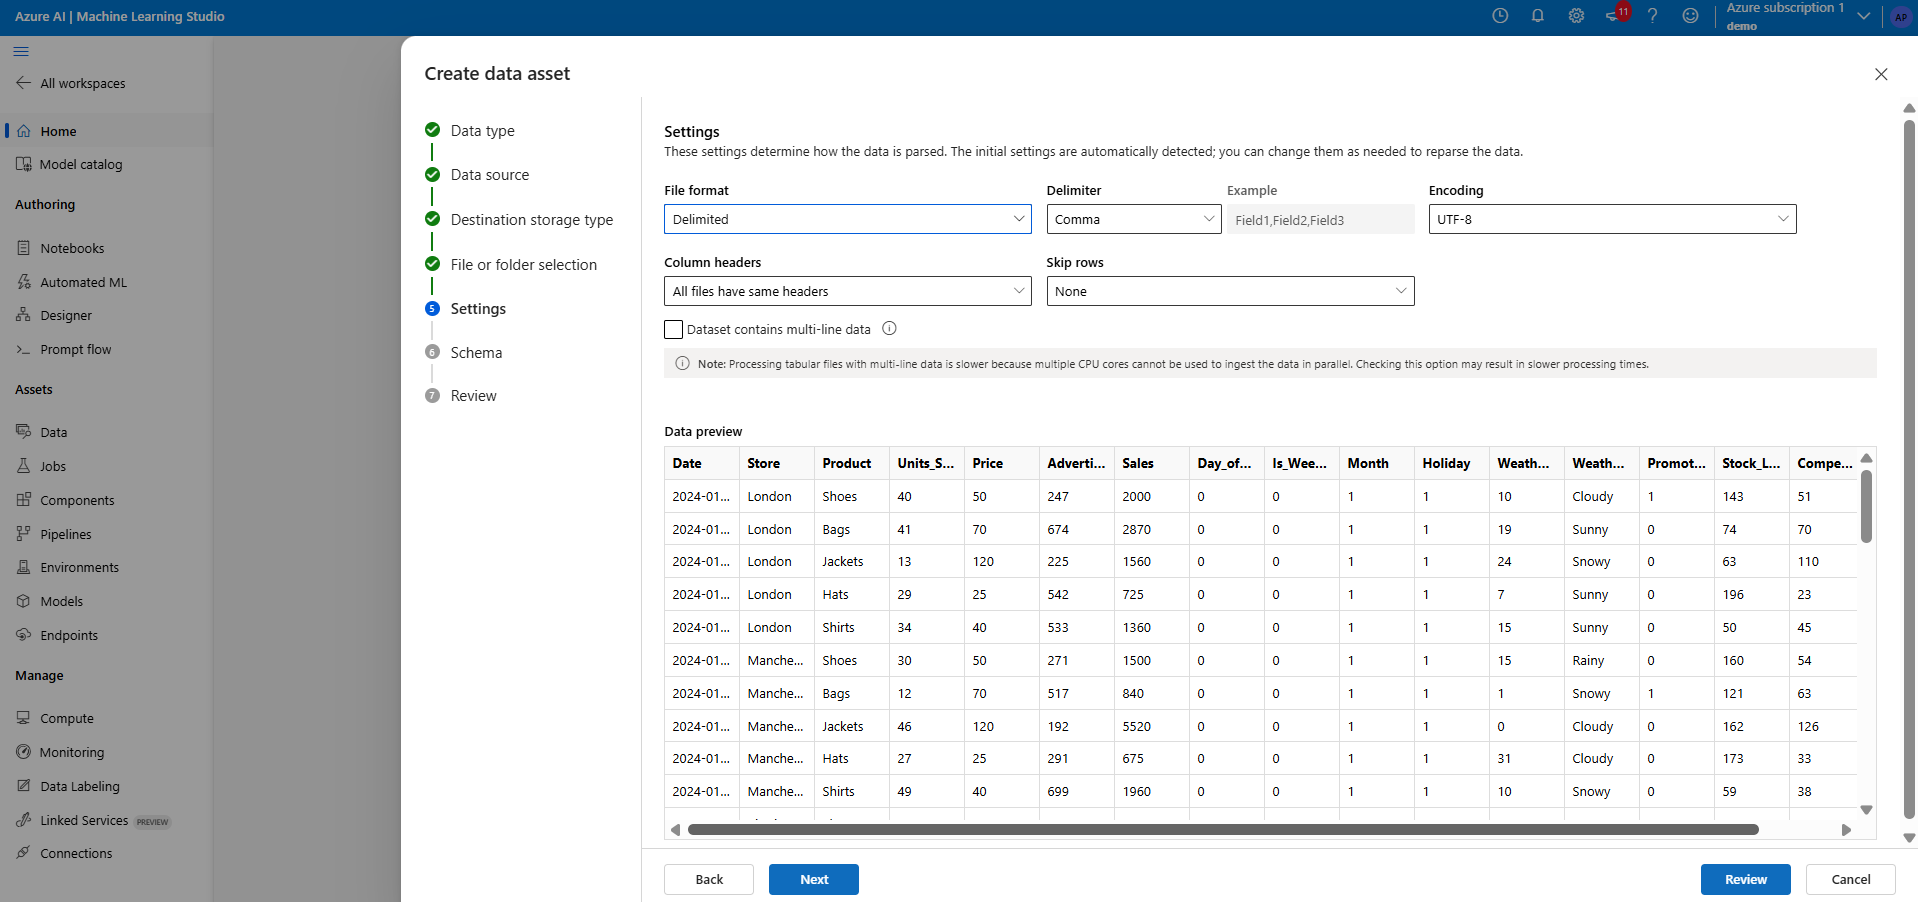 Azure AI | Machine Learning Studio
11
?
Azure subscription 1
demo
AP
All workspaces
Home
Model catalog
Authoring
Notebooks
Automated ML
Designer
Prompt flow
Assets
Data
Jobs
Components
Pipelines
Environments
Models
Endpoints
Manage
Compute
Monitoring
Data Labeling
Linked Services PREVIEW
Connections
Create data asset
Data type
Data source
Destination storage type
File or folder selection
5 Settings
6 Schema
7 Review
Settings
These settings determine how the data is parsed. The initial settings are automatically detected; you can change them as needed to reparse the data.
File format Delimiter Example Encoding
Delimited Comma Field1,Field2,Field3 UTF-8
Column headers Skip rows
All files have same headers None
Dataset contains multi-line data
Note: Processing tabular files with multi-line data is slower because multiple CPU cores cannot be used to ingest the data in parallel. Checking this option may result in slower processing times.
Data preview
Date Store Product Units_S... Price Adverti... Sales Day_of... Is_Wee... Month Holiday Weath... Weath... Promot... Stock_L... Compe...
2024-01... London Shoes 40 50 247 2000 0 0 1 1 10 Cloudy 1 143 51
2024-01... London Bags 41 70 674 2870 0 0 1 1 19 Sunny 0 74 70
2024-01... London Jackets 13 120 225 1560 0 0 1 1 24 Snowy 0 63 110
2024-01... London Hats 29 25 542 725 0 0 1 1 7 Sunny 0 196 23
2024-01... London Shirts 34 40 533 1360 0 0 1 1 15 Sunny 0 50 45
2024-01... Manche... Shoes 30 50 271 1500 0 0 1 1 15 Rainy 0 160 54
2024-01... Manche... Bags 12 70 517 840 0 0 1 1 1 Snowy 1 121 63
2024-01... Manche... Jackets 46 120 192 5520 0 0 1 1 0 Cloudy 0 162 126
2024-01... Manche... Hats 27 25 291 675 0 0 1 1 31 Cloudy 0 173 33
2024-01... Manche... Shirts 49 40 699 1960 0 0 1 1 10 Snowy 0 59 38
Back Next Review Cancel